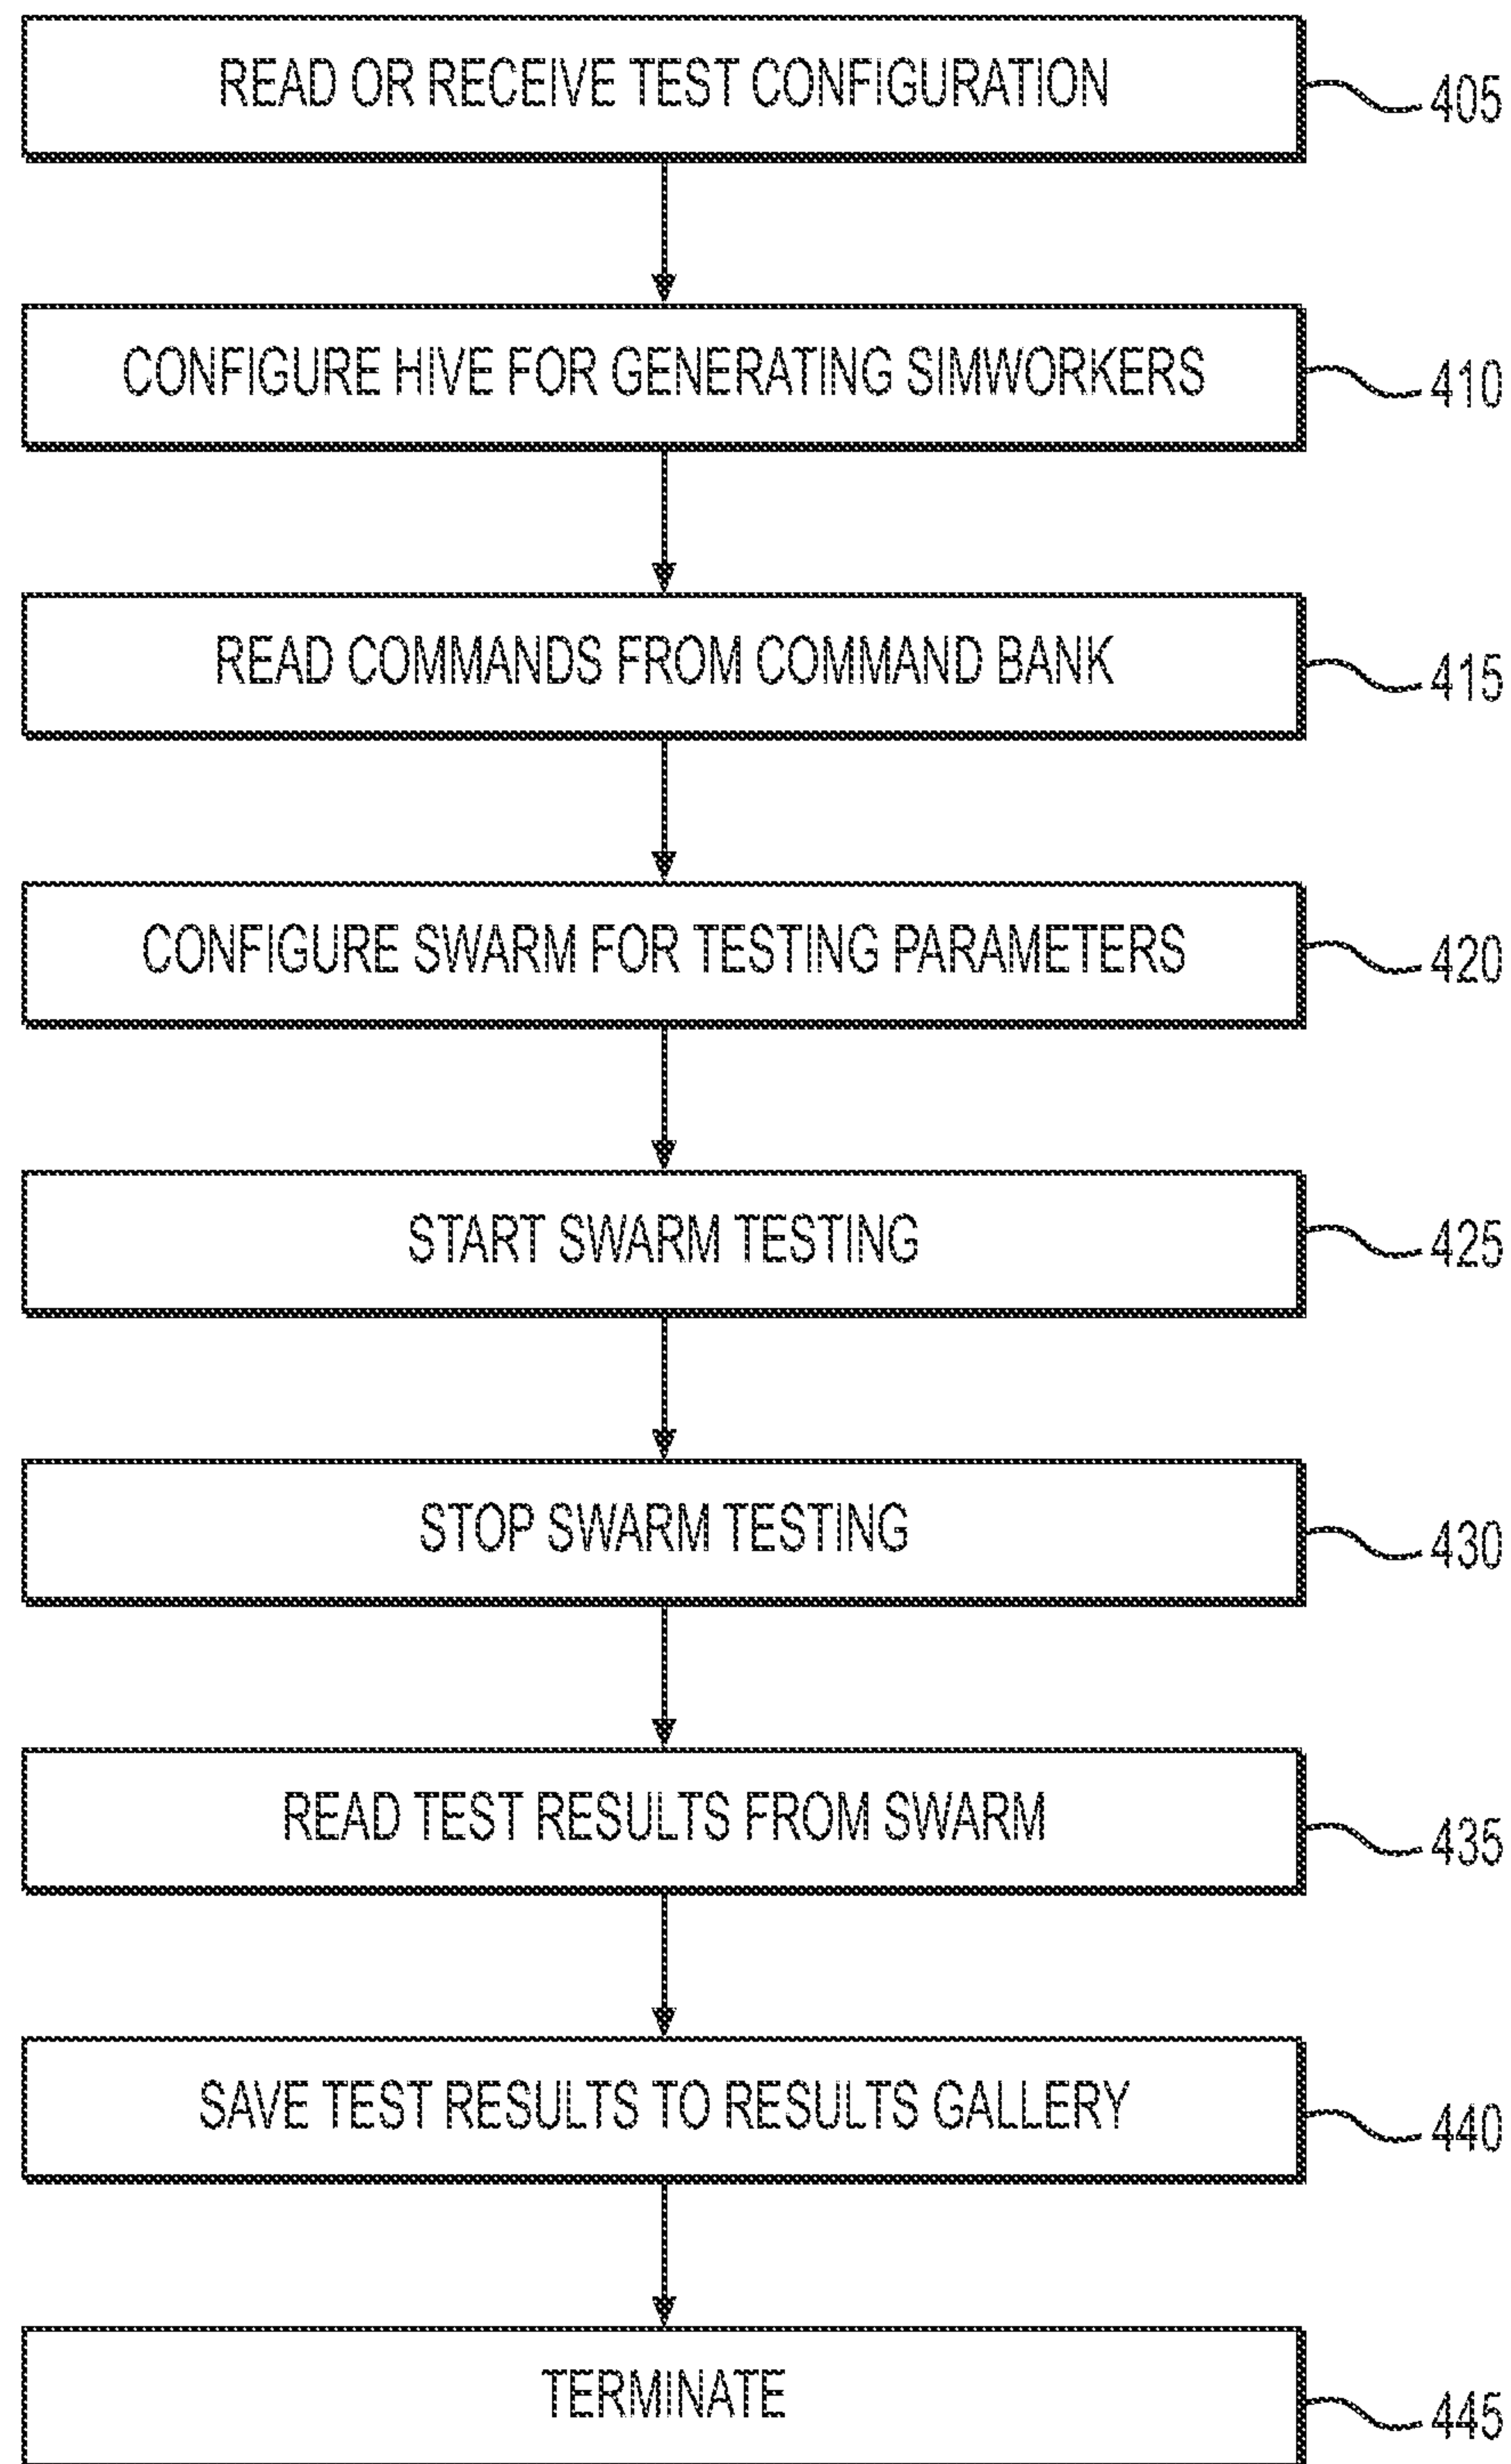 READ OR RECEIVE TEST CONFIGURATION
405
CONFIGURE HIVE FOR GENERATING SIMWORKERS
410
READ COMMANDS FROM COMMAND BANK
415
CONFIGURE SWARM FOR TESTING PARAMETERS
420
START SWARM TESTING
425
STOP SWARM TESTING
430
READ TEST RESULTS FROM SWARM
435
SAVE TEST RESULTS TO RESULTS GALLERY
440
TERMINATE
445